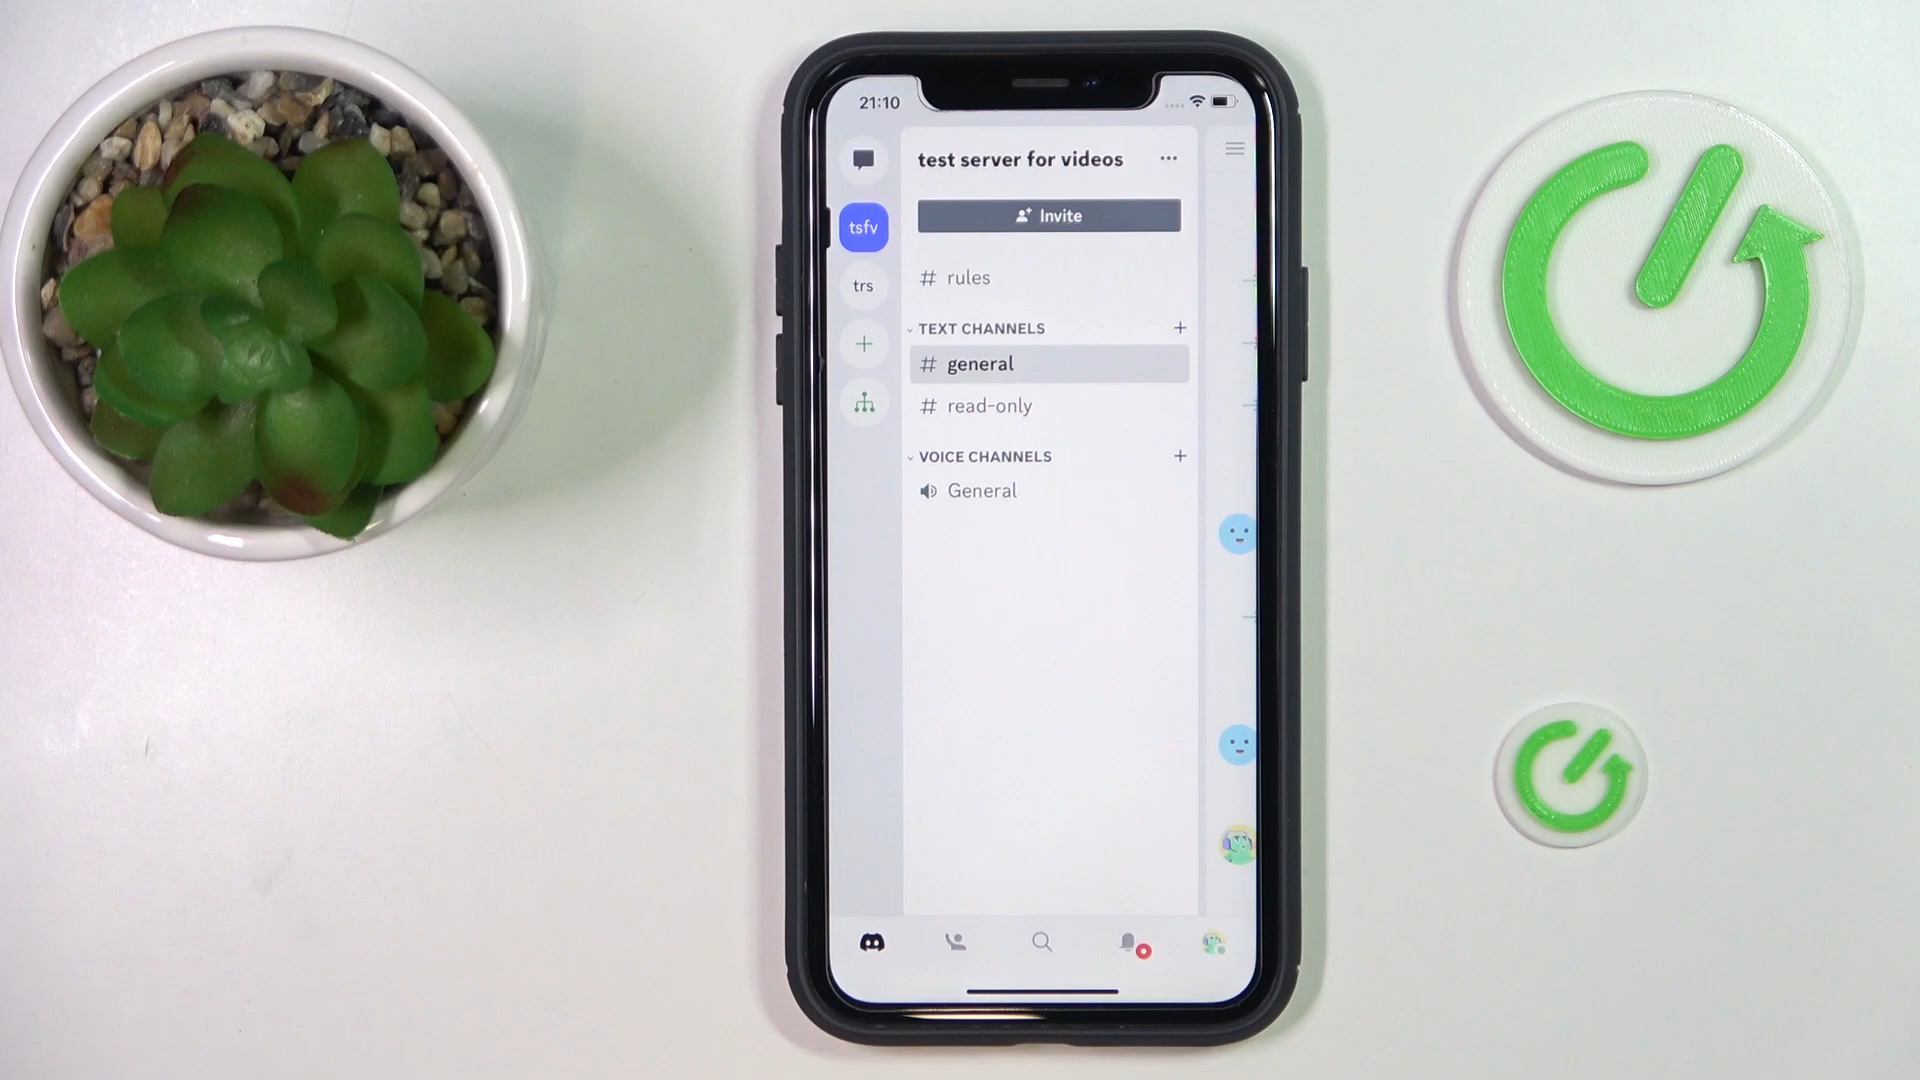 21:10
test server for videos
Invite
tsfv
# rules
trs
TEXT CHANNELS
# general
# read-only
VOICE CHANNELS
General